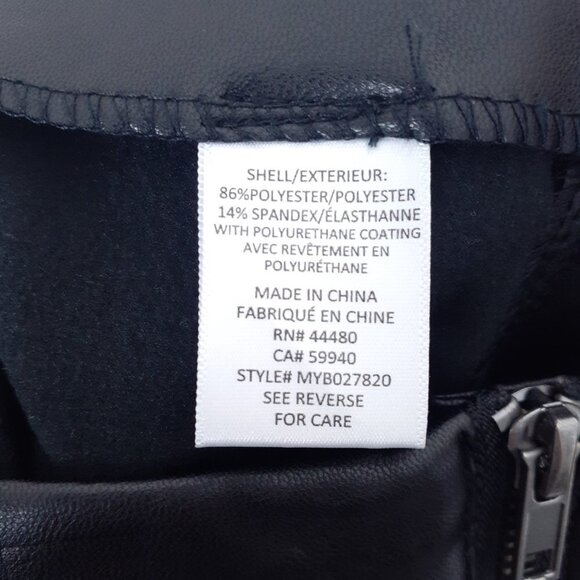 SHELL/EXTERIEUR:
86%POLYESTER/POLYESTER
14% SPANDEX/ÉLASTHANNE
WITH POLYURETHANE COATING
AVEC REVÊTEMENT EN
POLYURÉTHANE
MADE IN CHINA
FABRIQUÉ EN CHINE
RN# 44480
CA# 59940
STYLE# MYB027820
SEE REVERSE
FOR CARE